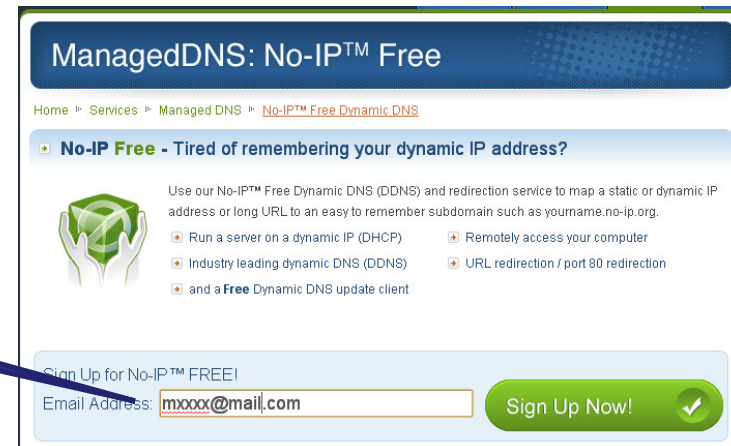 ManagedDNS: No-IP™ Free
Home » Services » Managed DNS » No-IP™ Free Dynamic DNS
No-IP Free - Tired of remembering your dynamic IP address?
Use our No-IP™ Free Dynamic DNS (DDNS) and redirection service to map a static or dynamic IP
address or long URL to an easy to remember subdomain such as yourname.no-ip.org.
Run a server on a dynamic IP (DHCP)
Remotely access your computer
Industry leading dynamic DNS (DDNS)
URL redirection / port 80 redirection
and a Free Dynamic DNS update client
Sign Up for No-IP™ FREE!
Email Address: mxxxx@mail.com
Sign Up Now!